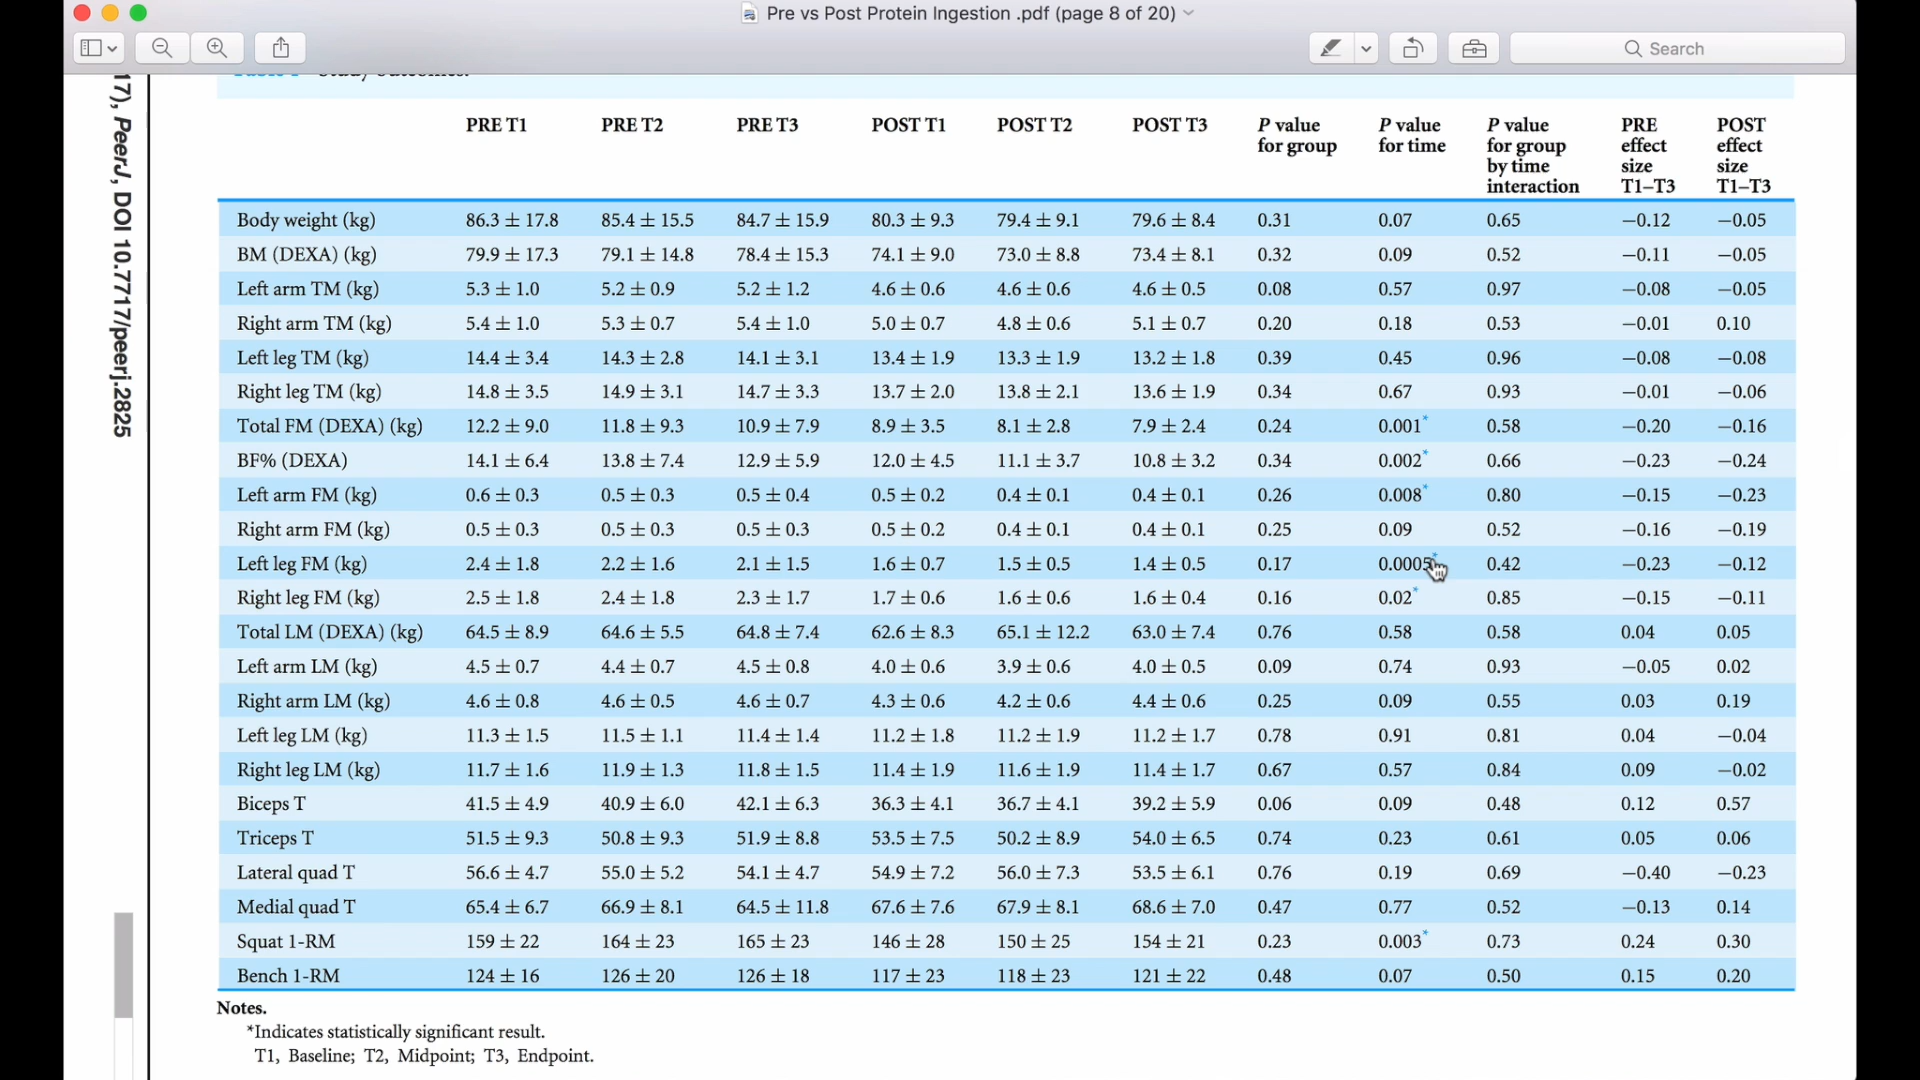 Pre vs Post Protein Ingestion .pdf (page 8 of 20)
Search
17), PeerJ, DOI 10.7717/peerj.2825
PRE T1 PRE T2 PRE T3 POST T1 POST T2 POST T3 P value for group P value for time P value for group by time interaction PRE effect size T1–T3 POST effect size T1–T3
Body weight (kg) 86.3 ± 17.8 85.4 ± 15.5 84.7 ± 15.9 80.3 ± 9.3 79.4 ± 9.1 79.6 ± 8.4 0.31 0.07 0.65 −0.12 −0.05
BM (DEXA) (kg) 79.9 ± 17.3 79.1 ± 14.8 78.4 ± 15.3 74.1 ± 9.0 73.0 ± 8.8 73.4 ± 8.1 0.32 0.09 0.52 −0.11 −0.05
Left arm TM (kg) 5.3 ± 1.0 5.2 ± 0.9 5.2 ± 1.2 4.6 ± 0.6 4.6 ± 0.6 4.6 ± 0.5 0.08 0.57 0.97 −0.08 −0.05
Right arm TM (kg) 5.4 ± 1.0 5.3 ± 0.7 5.4 ± 1.0 5.0 ± 0.7 4.8 ± 0.6 5.1 ± 0.7 0.20 0.18 0.53 −0.01 0.10
Left leg TM (kg) 14.4 ± 3.4 14.3 ± 2.8 14.1 ± 3.1 13.4 ± 1.9 13.3 ± 1.9 13.2 ± 1.8 0.39 0.45 0.96 −0.08 −0.08
Right leg TM (kg) 14.8 ± 3.5 14.9 ± 3.1 14.7 ± 3.3 13.7 ± 2.0 13.8 ± 2.1 13.6 ± 1.9 0.34 0.67 0.93 −0.01 −0.06
Total FM (DEXA) (kg) 12.2 ± 9.0 11.8 ± 9.3 10.9 ± 7.9 8.9 ± 3.5 8.1 ± 2.8 7.9 ± 2.4 0.24 0.001* 0.58 −0.20 −0.16
BF% (DEXA) 14.1 ± 6.4 13.8 ± 7.4 12.9 ± 5.9 12.0 ± 4.5 11.1 ± 3.7 10.8 ± 3.2 0.34 0.002* 0.66 −0.23 −0.24
Left arm FM (kg) 0.6 ± 0.3 0.5 ± 0.3 0.5 ± 0.4 0.5 ± 0.2 0.4 ± 0.1 0.4 ± 0.1 0.26 0.008* 0.80 −0.15 −0.23
Right arm FM (kg) 0.5 ± 0.3 0.5 ± 0.3 0.5 ± 0.3 0.5 ± 0.2 0.4 ± 0.1 0.4 ± 0.1 0.25 0.09 0.52 −0.16 −0.19
Left leg FM (kg) 2.4 ± 1.8 2.2 ± 1.6 2.1 ± 1.5 1.6 ± 0.7 1.5 ± 0.5 1.4 ± 0.5 0.17 0.0005* 0.42 −0.23 −0.12
Right leg FM (kg) 2.5 ± 1.8 2.4 ± 1.8 2.3 ± 1.7 1.7 ± 0.6 1.6 ± 0.6 1.6 ± 0.4 0.16 0.02* 0.85 −0.15 −0.11
Total LM (DEXA) (kg) 64.5 ± 8.9 64.6 ± 5.5 64.8 ± 7.4 62.6 ± 8.3 65.1 ± 12.2 63.0 ± 7.4 0.76 0.58 0.58 0.04 0.05
Left arm LM (kg) 4.5 ± 0.7 4.4 ± 0.7 4.5 ± 0.8 4.0 ± 0.6 3.9 ± 0.6 4.0 ± 0.5 0.09 0.74 0.93 −0.05 0.02
Right arm LM (kg) 4.6 ± 0.8 4.6 ± 0.5 4.6 ± 0.7 4.3 ± 0.6 4.2 ± 0.6 4.4 ± 0.6 0.25 0.09 0.55 0.03 0.19
Left leg LM (kg) 11.3 ± 1.5 11.5 ± 1.1 11.4 ± 1.4 11.2 ± 1.8 11.2 ± 1.9 11.2 ± 1.7 0.78 0.91 0.81 0.04 −0.04
Right leg LM (kg) 11.7 ± 1.6 11.9 ± 1.3 11.8 ± 1.5 11.4 ± 1.9 11.6 ± 1.9 11.4 ± 1.7 0.67 0.57 0.84 0.09 −0.02
Biceps T 41.5 ± 4.9 40.9 ± 6.0 42.1 ± 6.3 36.3 ± 4.1 36.7 ± 4.1 39.2 ± 5.9 0.06 0.09 0.48 0.12 0.57
Triceps T 51.5 ± 9.3 50.8 ± 9.3 51.9 ± 8.8 53.5 ± 7.5 50.2 ± 8.9 54.0 ± 6.5 0.74 0.23 0.61 0.05 0.06
Lateral quad T 56.6 ± 4.7 55.0 ± 5.2 54.1 ± 4.7 54.9 ± 7.2 56.0 ± 7.3 53.5 ± 6.1 0.76 0.19 0.69 −0.40 −0.23
Medial quad T 65.4 ± 6.7 66.9 ± 8.1 64.5 ± 11.8 67.6 ± 7.6 67.9 ± 8.1 68.6 ± 7.0 0.47 0.77 0.52 −0.13 0.14
Squat 1-RM 159 ± 22 164 ± 23 165 ± 23 146 ± 28 150 ± 25 154 ± 21 0.23 0.003* 0.73 0.24 0.30
Bench 1-RM 124 ± 16 126 ± 20 126 ± 18 117 ± 23 118 ± 23 121 ± 22 0.48 0.07 0.50 0.15 0.20
Notes.
*Indicates statistically significant result.
T1, Baseline; T2, Midpoint; T3, Endpoint.